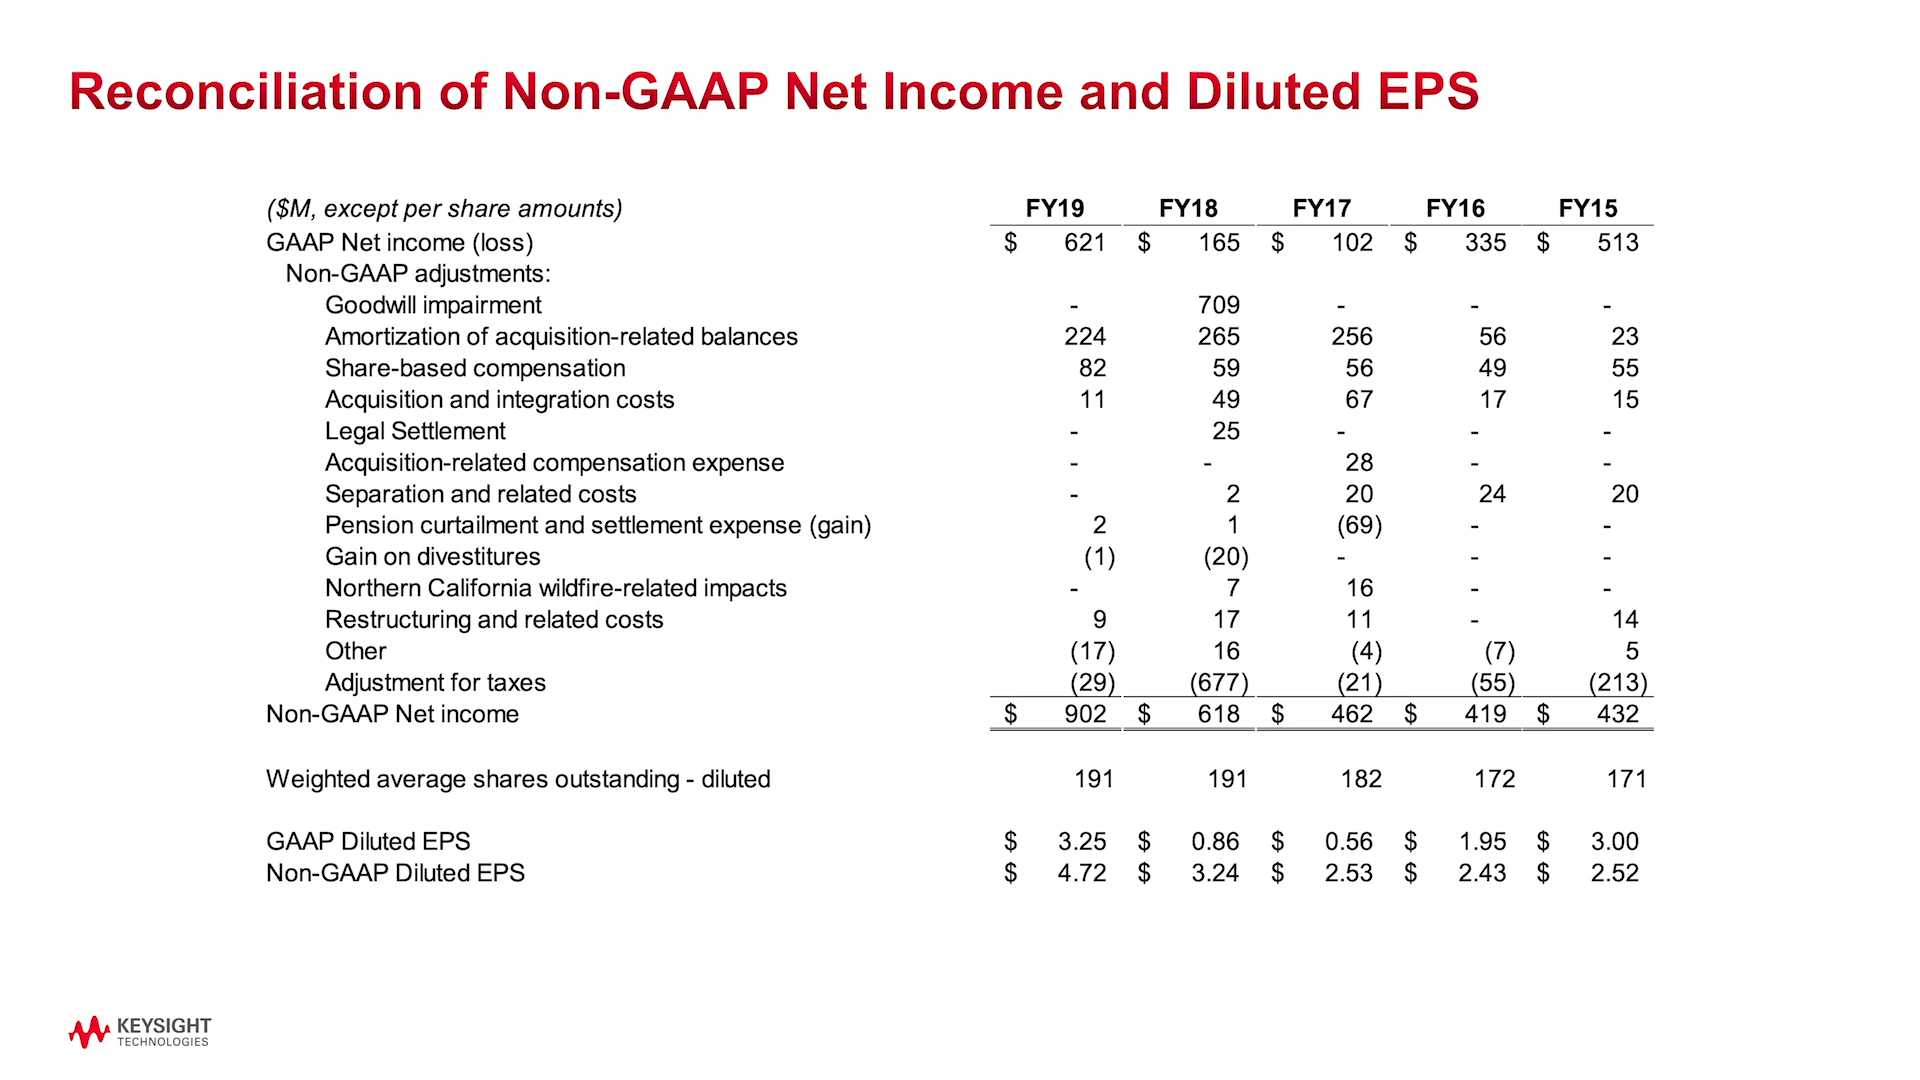 Reconciliation of Non-GAAP Net Income and Diluted EPS
($M, except per share amounts) FY19 FY18 FY17 FY16 FY15
GAAP Net income (loss) $ 621 $ 165 $ 102 $ 335 $ 513
Non-GAAP adjustments:
Goodwill impairment - 709 - - -
Amortization of acquisition-related balances 224 265 256 56 23
Share-based compensation 82 59 56 49 55
Acquisition and integration costs 11 49 67 17 15
Legal Settlement - 25 - - -
Acquisition-related compensation expense - - 28 - -
Separation and related costs - 2 20 24 20
Pension curtailment and settlement expense (gain) 2 1 (69) - -
Gain on divestitures (1) (20) - - -
Northern California wildfire-related impacts - 7 16 - -
Restructuring and related costs 9 17 11 - 14
Other (17) 16 (4) (7) 5
Adjustment for taxes (29) (677) (21) (55) (213)
Non-GAAP Net income $ 902 $ 618 $ 462 $ 419 $ 432
Weighted average shares outstanding - diluted 191 191 182 172 171
GAAP Diluted EPS $ 3.25 $ 0.86 $ 0.56 $ 1.95 $ 3.00
Non-GAAP Diluted EPS $ 4.72 $ 3.24 $ 2.53 $ 2.43 $ 2.52
KEYSIGHT
TECHNOLOGIES